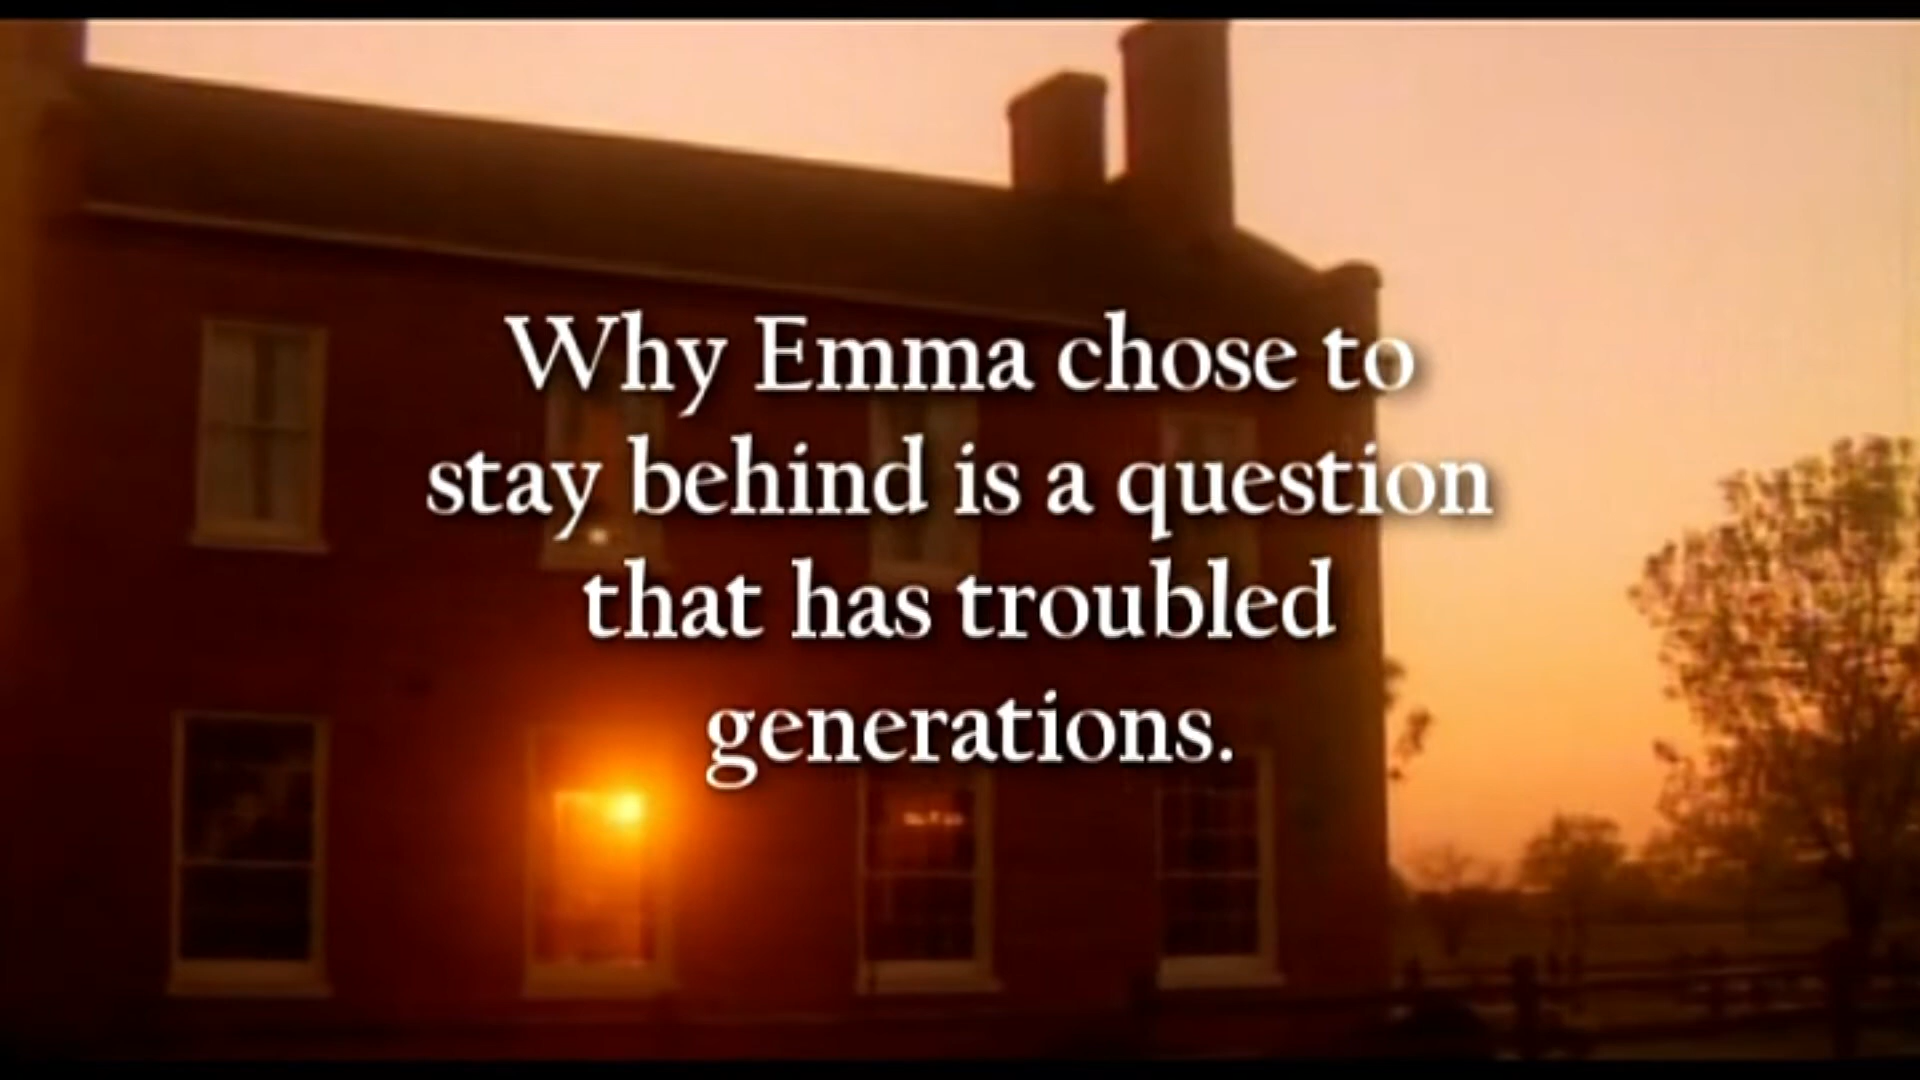 Why Emma chose to
stay behind is a question
that has troubled
generations.